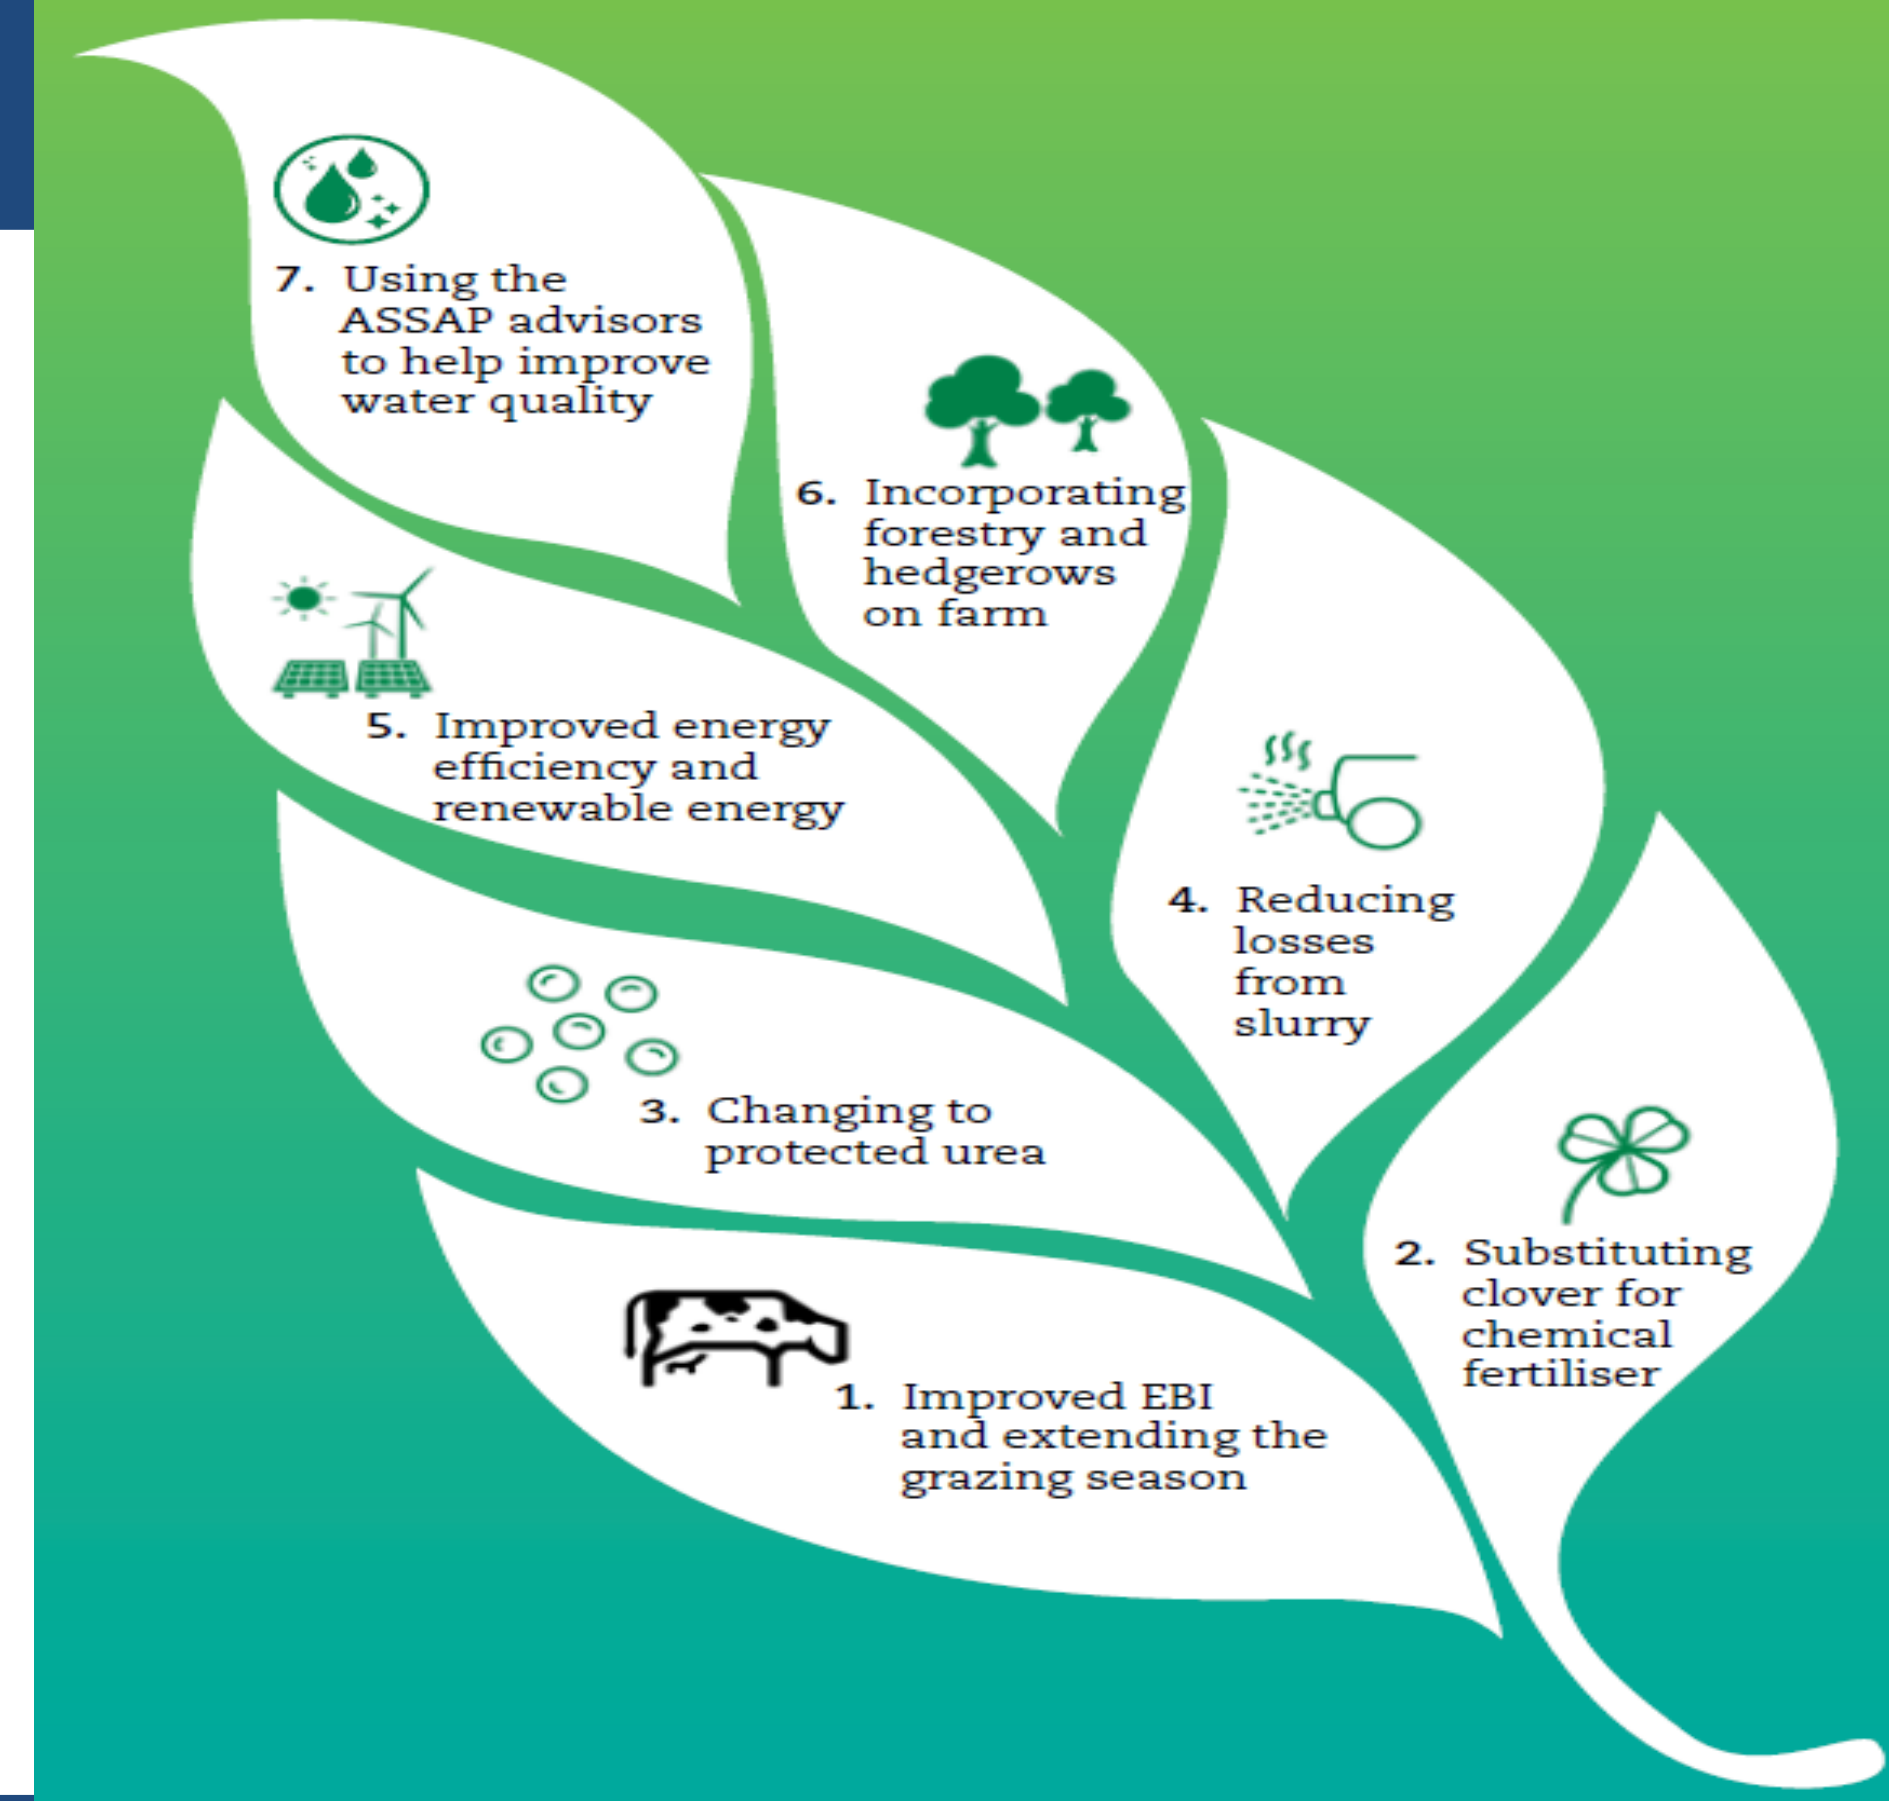 7. Using the
ASSAP advisors
to help improve
water quality
6. Incorporating
forestry and
hedgerows
on farm
5. Improved energy
efficiency and
renewable energy
4. Reducing
losses
from
slurry
3. Changing to
protected urea
2. Substituting
clover for
chemical
fertiliser
1. Improved EBI
and extending the
grazing season